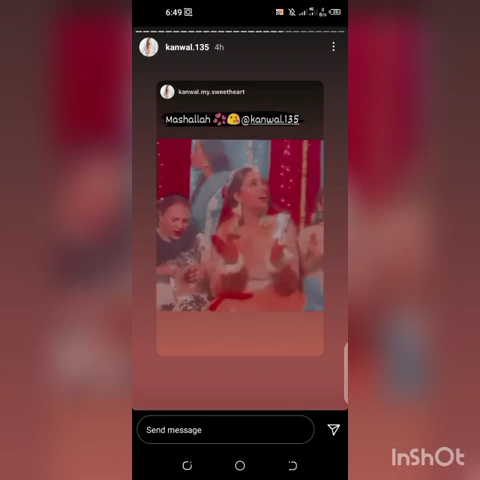 6:49
kanwal.135 4h
kanwal.my.sweetheart
Mashallah 💞😘@kanwal.135
Send message
InShOt